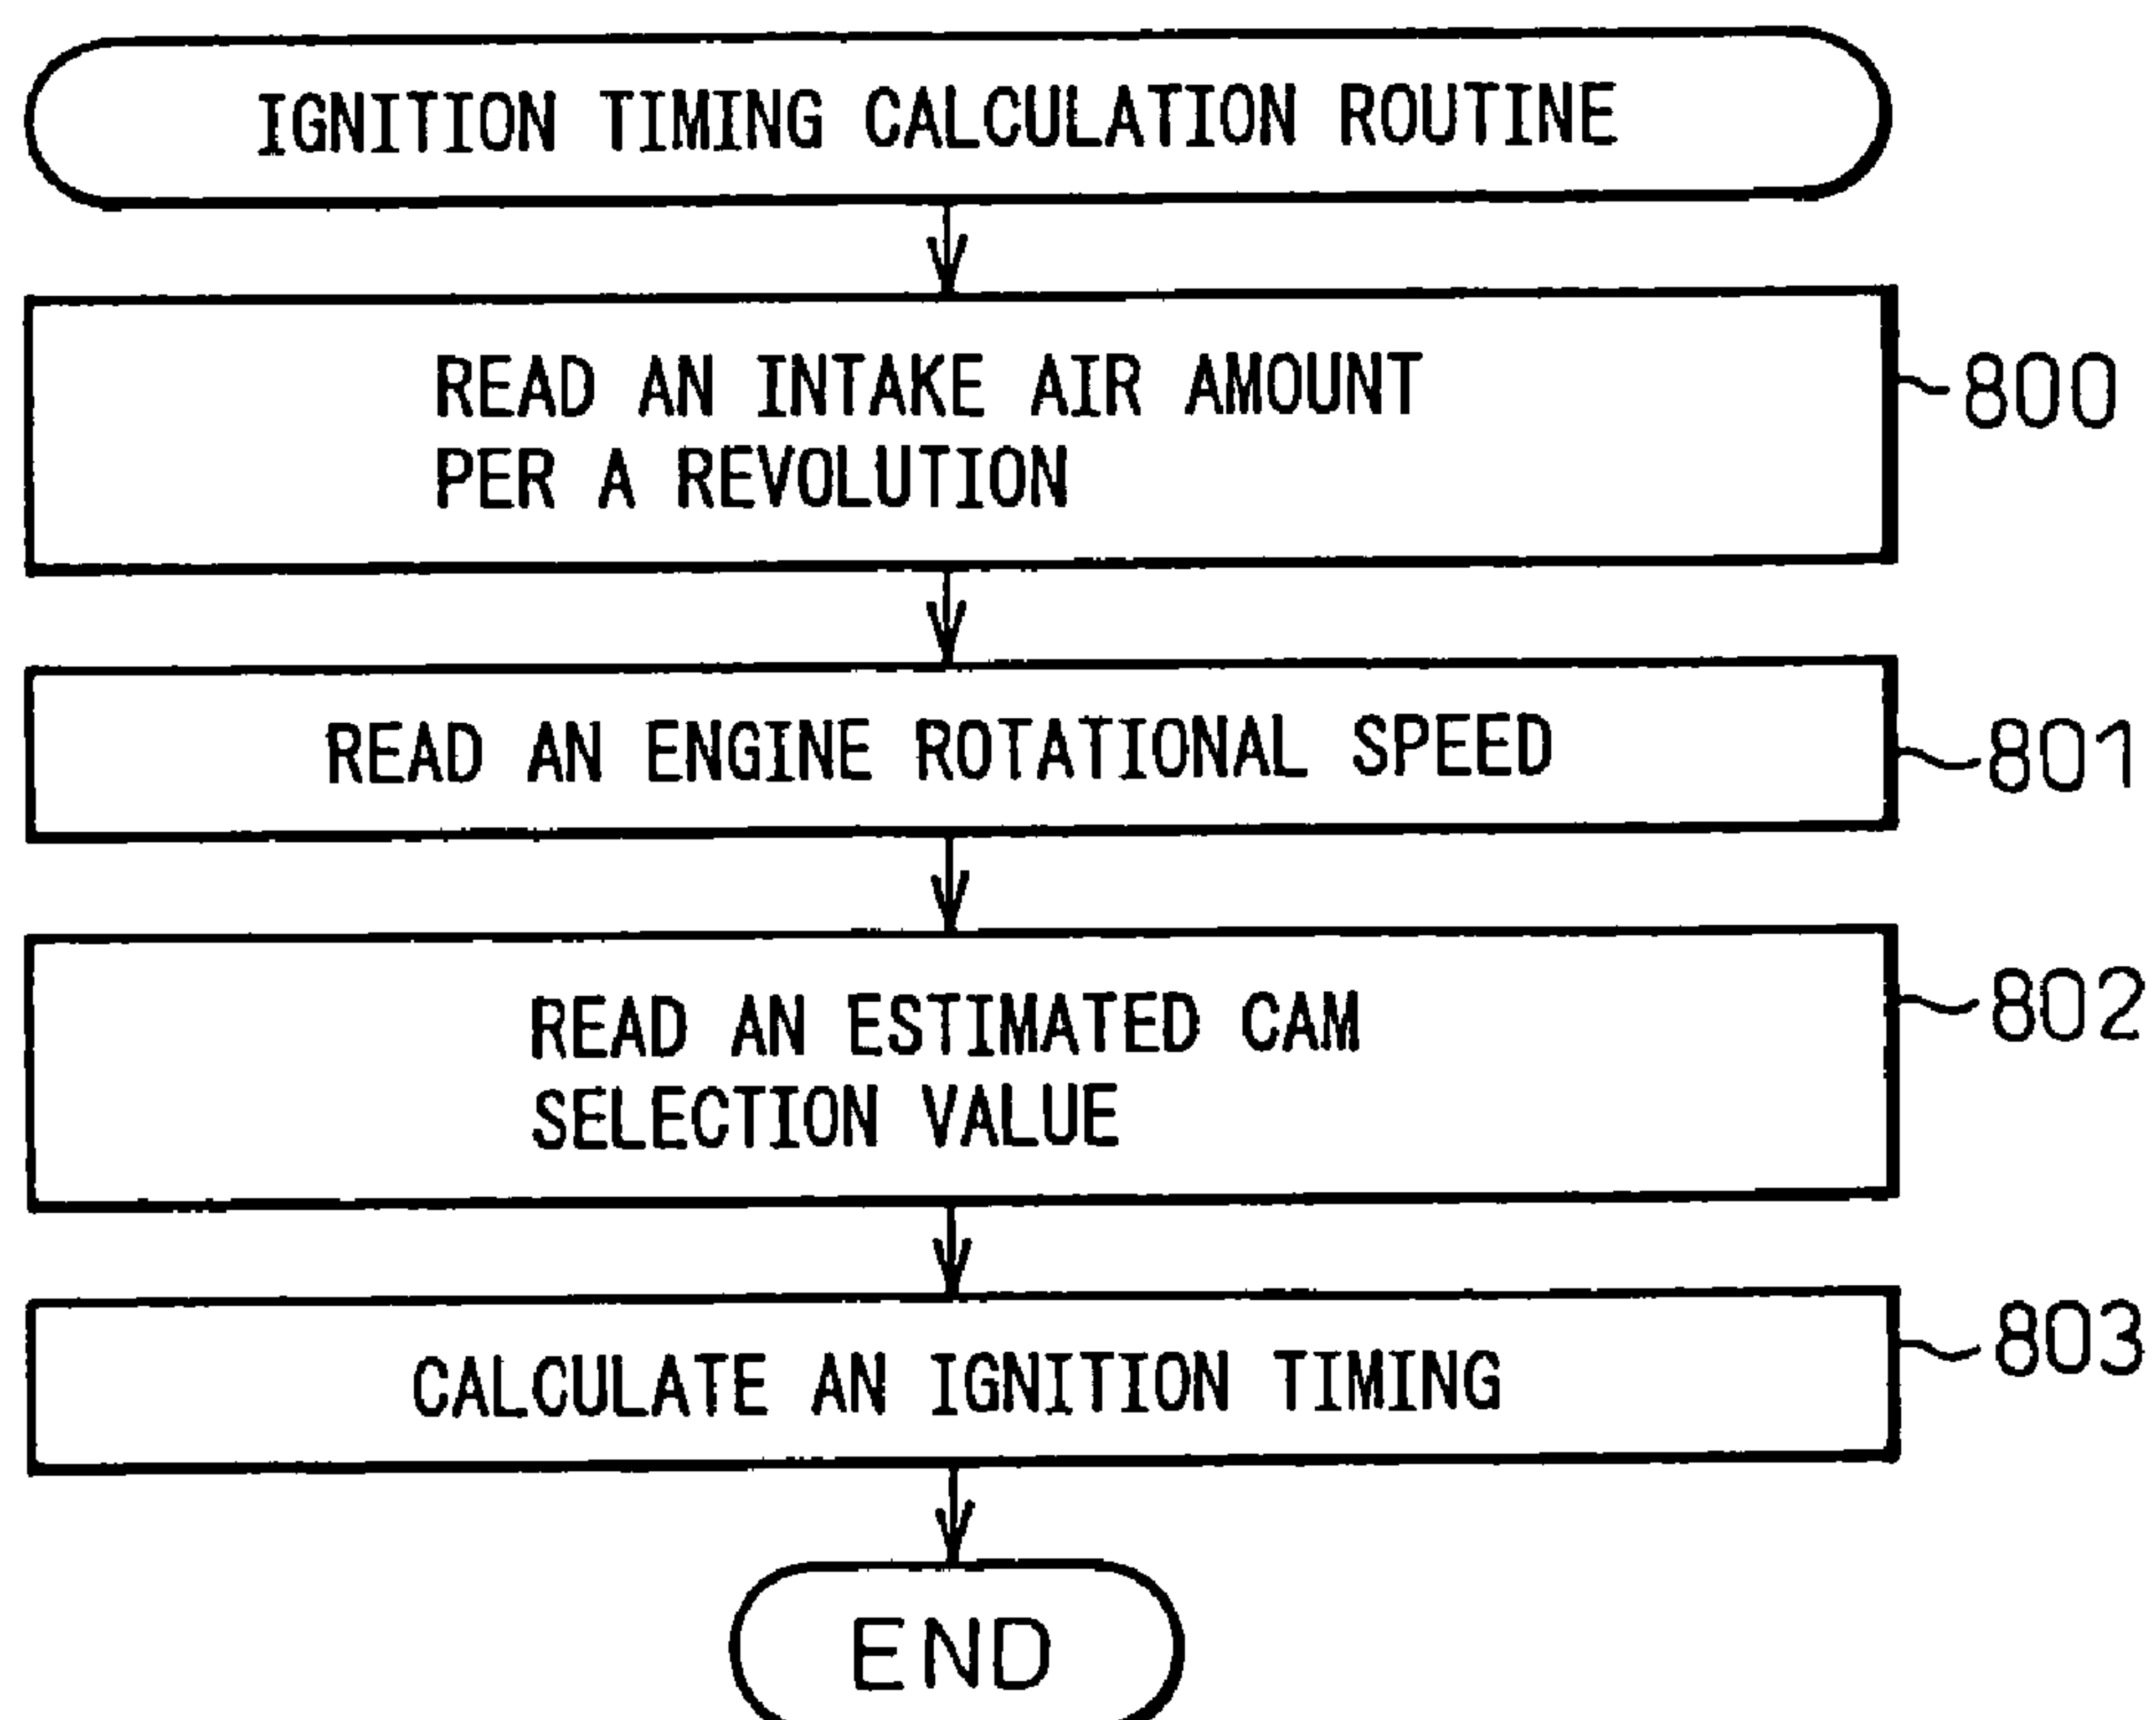 IGNITION TIMING CALCULATION ROUTINE
READ AN INTAKE AIR AMOUNT
PER A REVOLUTION
800
READ AN ENGINE ROTATIONAL SPEED
801
READ AN ESTIMATED CAM
SELECTION VALUE
802
CALCULATE AN IGNITION TIMING
803
END